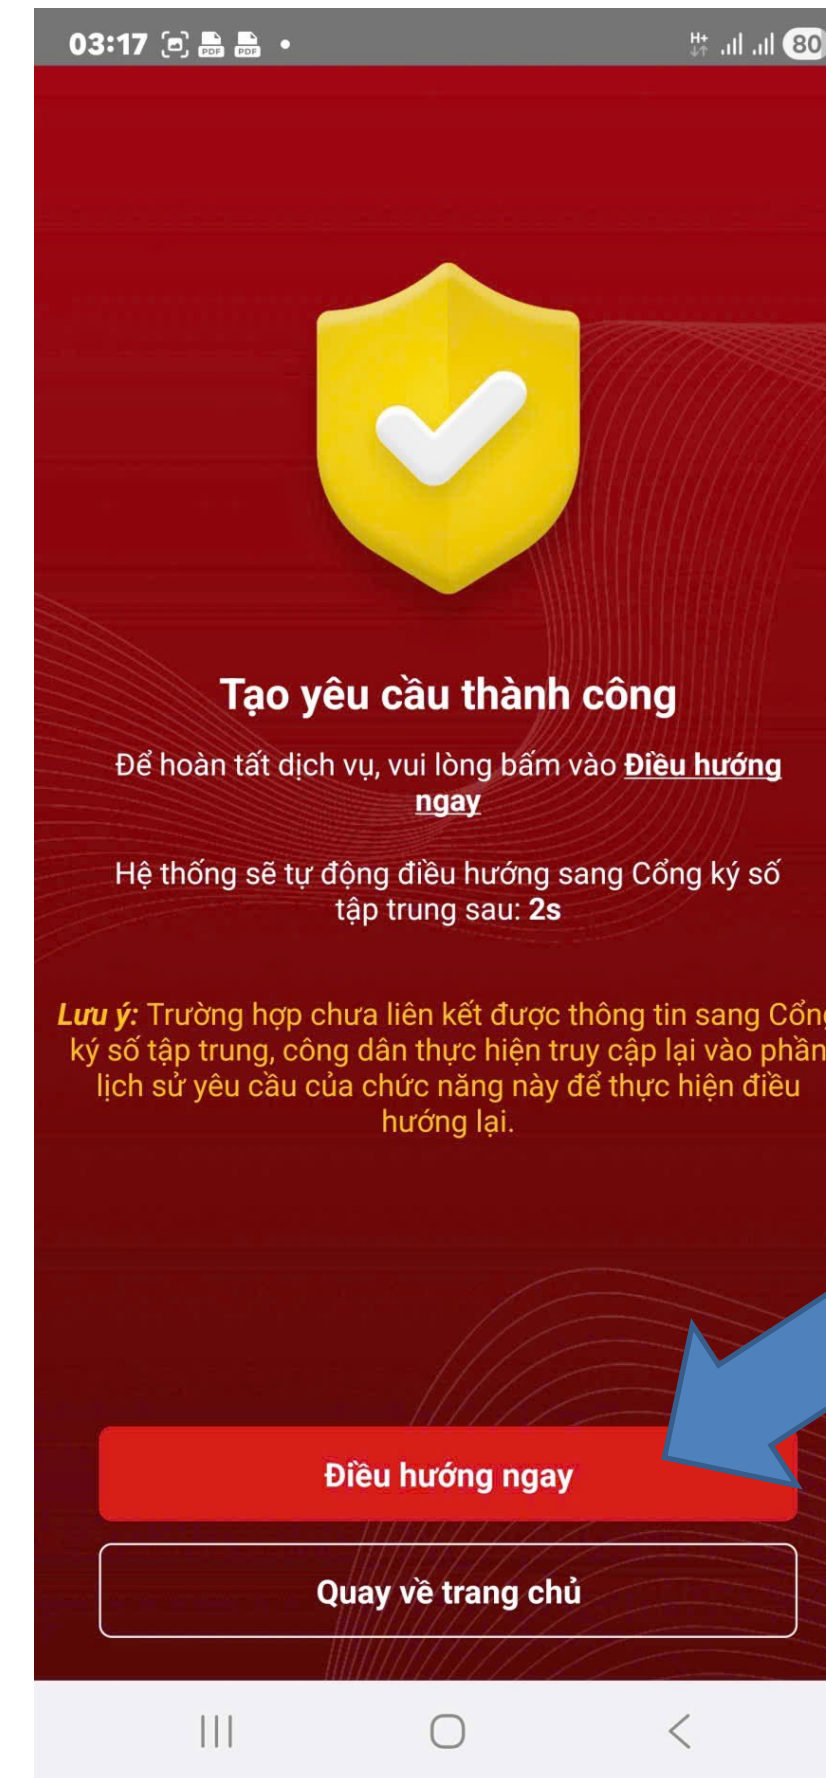 03:17
PDF PDF
H+
80
Tạo yêu cầu thành công
Để hoàn tất dịch vụ, vui lòng bấm vào Điều hướng
ngay
Hệ thống sẽ tự động điều hướng sang Cổng ký số
tập trung sau: 2s
Lưu ý: Trường hợp chưa liên kết được thông tin sang Cổng
ký số tập trung, công dân thực hiện truy cập lại vào phần
lịch sử yêu cầu của chức năng này để thực hiện điều
hướng lại.
Điều hướng ngay
Quay về trang chủ